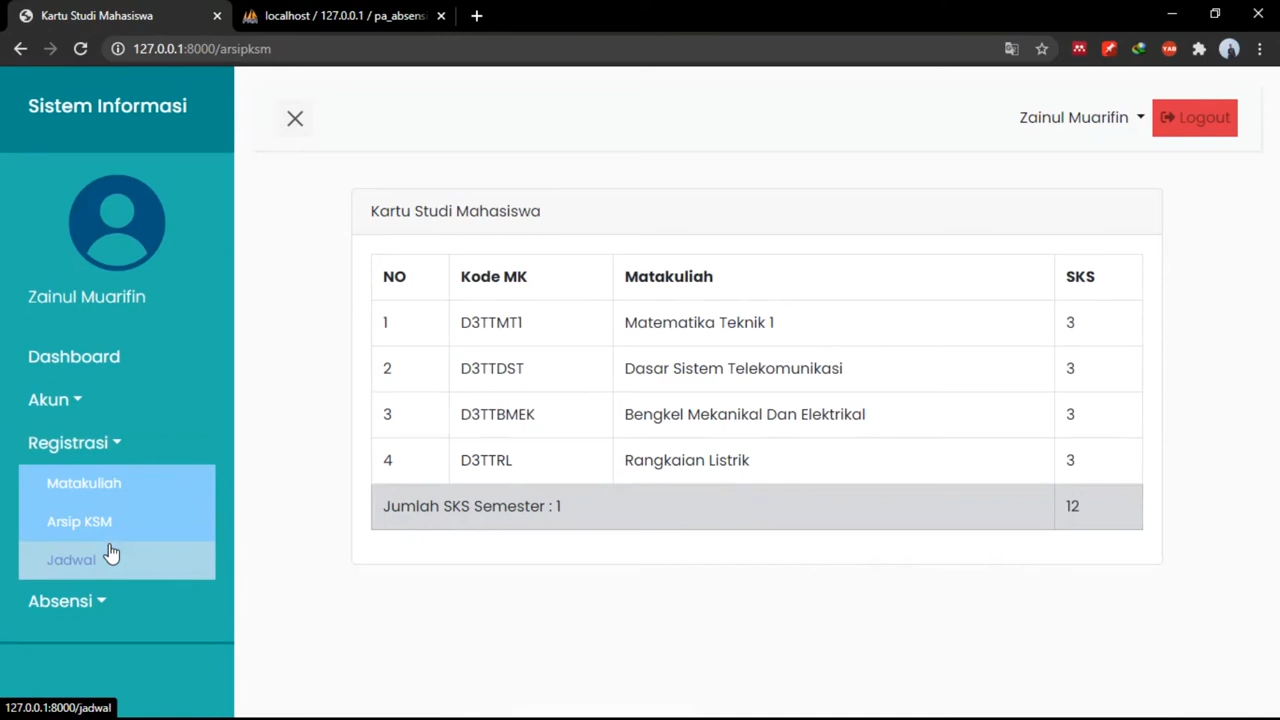 Kartu Studi Mahasiswa
localhost / 127.0.0.1 / pa_absensi
127.0.0.1:8000/arsipksm
Sistem Informasi
Zainul Muarifin
Logout
Zainul Muarifin
Dashboard
Akun
Registrasi
Matakuliah
Arsip KSM
Jadwal
Absensi
Kartu Studi Mahasiswa
NO Kode MK Matakuliah SKS
1 D3TTMT1 Matematika Teknik 1 3
2 D3TTDST Dasar Sistem Telekomunikasi 3
3 D3TTBMEK Bengkel Mekanikal Dan Elektrikal 3
4 D3TTRL Rangkaian Listrik 3
Jumlah SKS Semester : 1 12
127.0.0.1:8000/jadwal